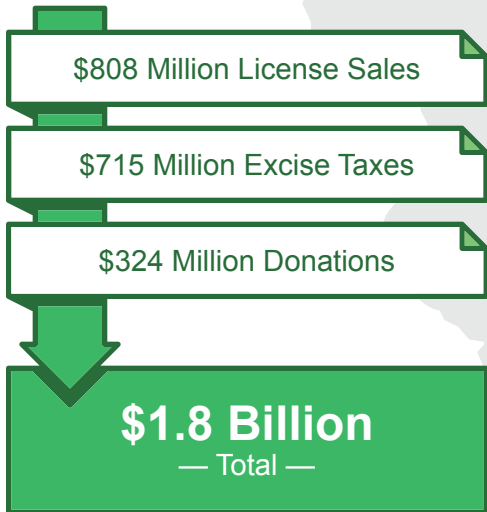 $808 Million License Sales
$715 Million Excise Taxes
$324 Million Donations
$1.8 Billion
— Total —